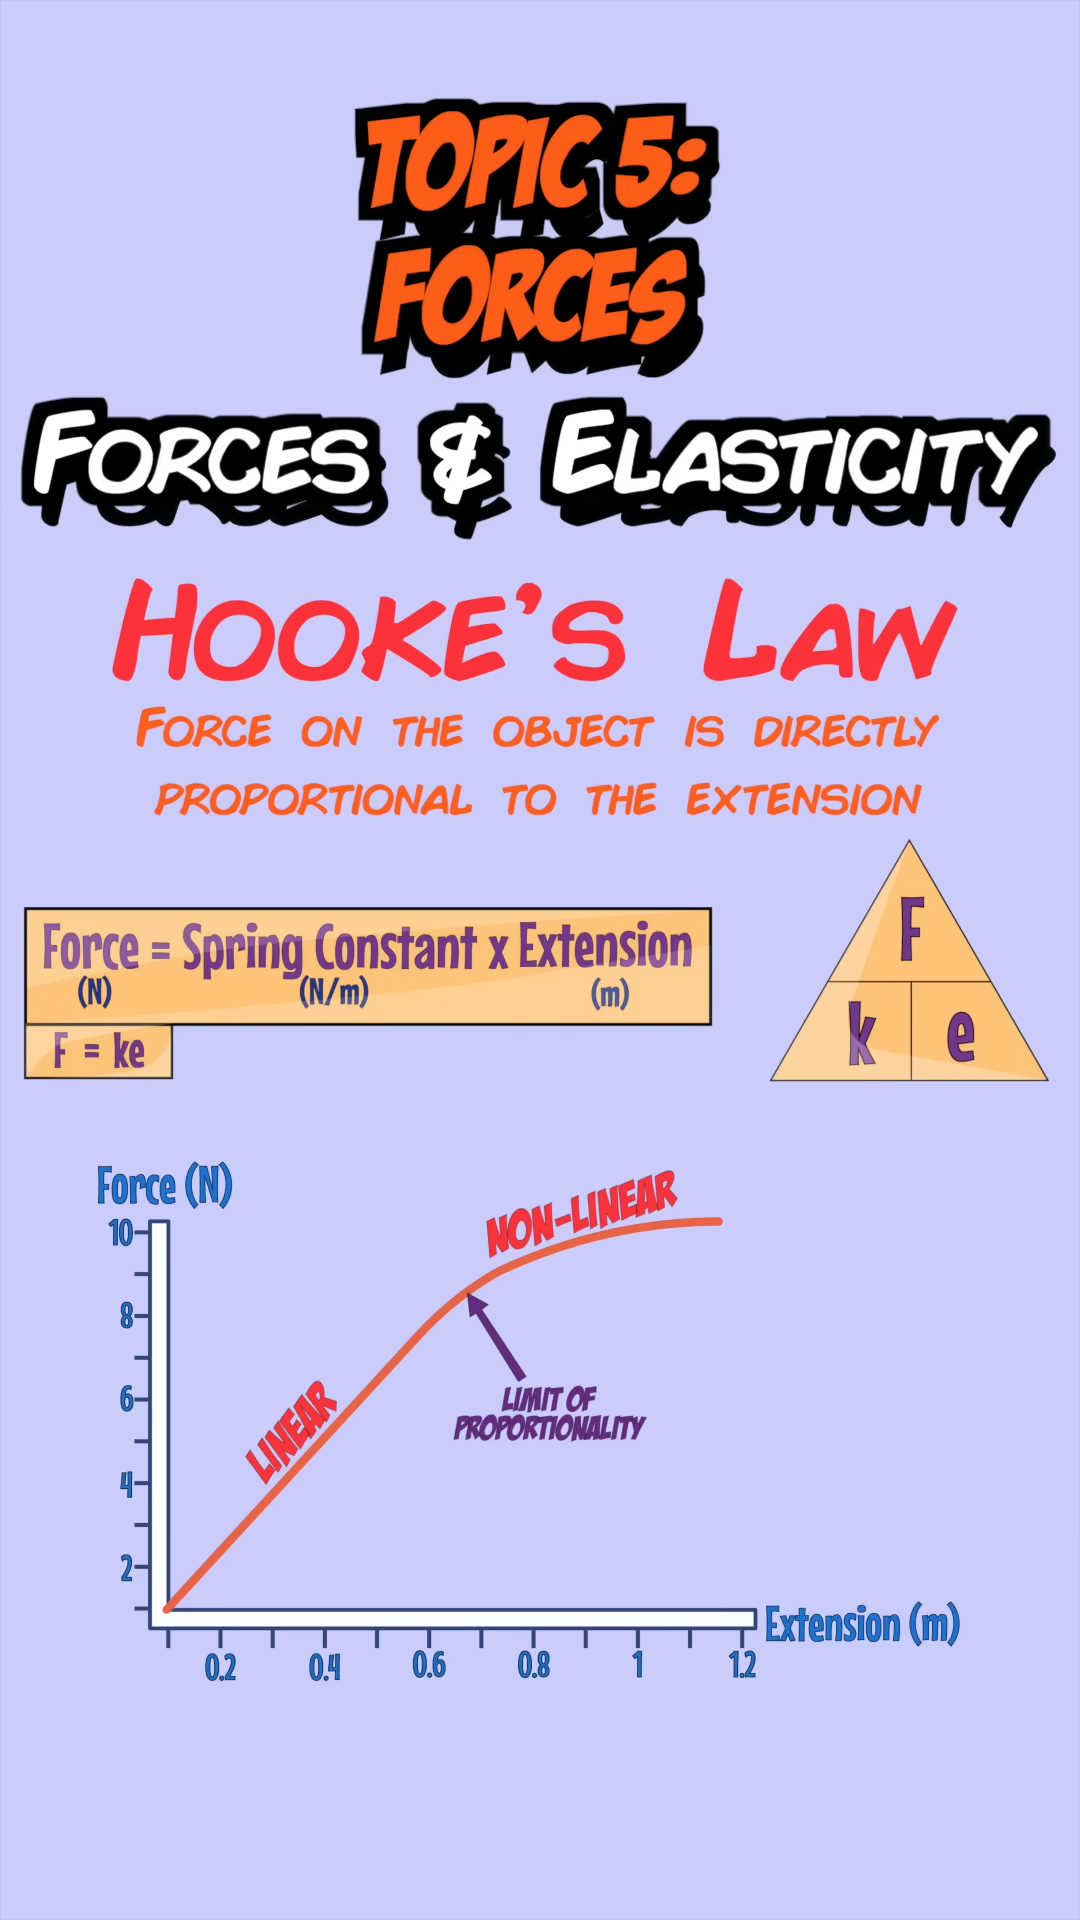 TOPIC 5:
FORCES
FORCES & ELASTICITY
HOOKE'S LAW
FORCE ON THE OBJECT IS DIRECTLY
PROPORTIONAL TO THE EXTENSION
Force = Spring Constant x Extension
(N) (N/m) (m)
F = ke
F
k e
Force (N)
10
8
6
4
2
NON-LINEAR
LINEAR
LIMIT OF
PROPORTIONALITY
Extension (m)
0.2 0.4 0.6 0.8 1 1.2